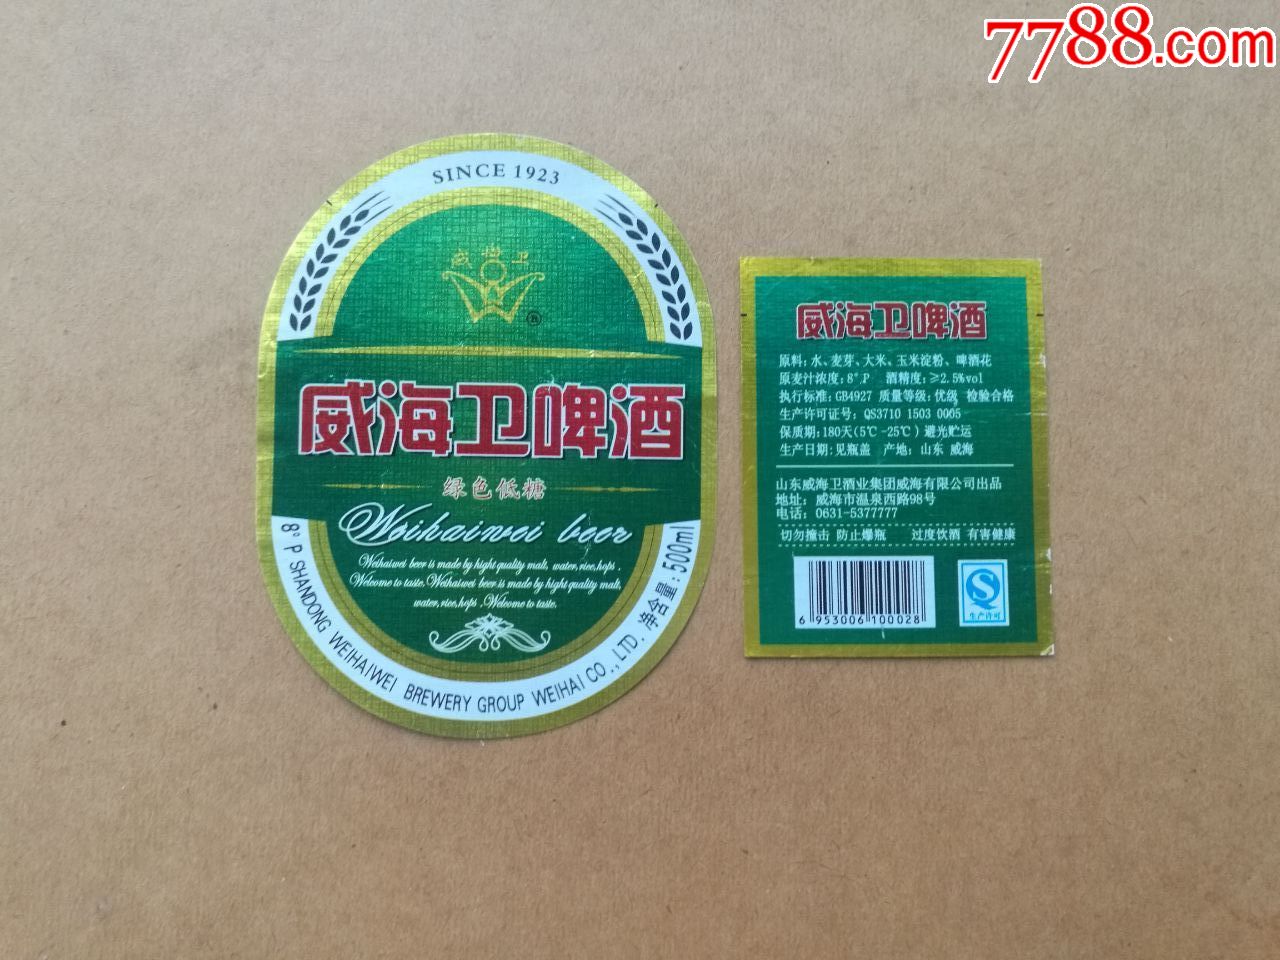 7788.com
SINCE 1923
威海卫
®
威海卫啤酒
绿色低糖
Weihaiwei beer
Weihaiwei beer is made by hight quality malt, water,rice,hops .
Welcome to taste.Weihaiwei beer is made by hight quality malt,
water,rice,hops .Welcome to taste.
8° P SHANDONG WEIHAIWEI BREWERY GROUP WEIHAI CO.,LTD. 净含量:500ml
威海卫啤酒
原料:水、麦芽、大米、玉米淀粉、啤酒花
原麦汁浓度:8°P 酒精度:≥2.5%vol
执行标准:GB4927 质量等级:优级 检验合格
生产许可证号: QS3710 1503 0005
保质期:180天(5℃-25℃) 避光贮运
生产日期:见瓶盖 产地: 山东 威海
山东威海卫酒业集团威海有限公司出品
地址: 威海市温泉西路98号
电话: 0631-5377777
切勿撞击 防止爆瓶 过度饮酒 有害健康
6 953006 100028
生产许可